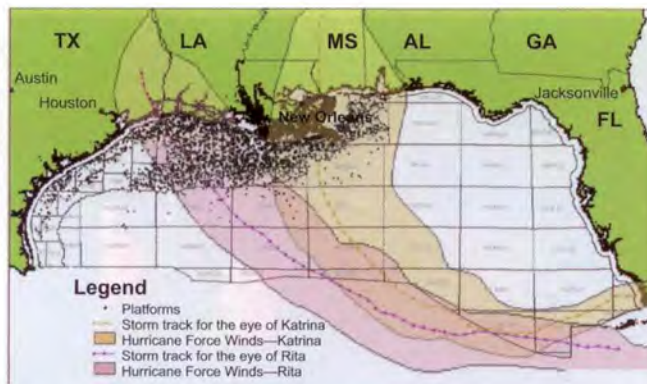 TX
LA
MS
AL
GA
Austin
Houston
New Orleans
Jacksonville
FL
Legend
Platforms
Storm track for the eye of Katrina
Hurricane Force Winds—Katrina
Storm track for the eye of Rita
Hurricane Force Winds—Rita